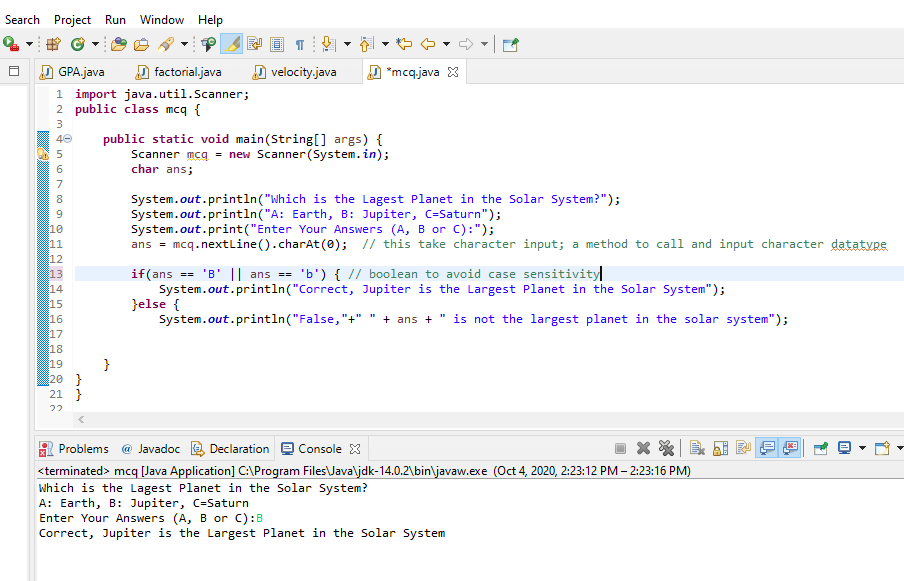 Search Project Run Window Help
GPA.java factorial.java velocity.java *mcq.java
1 import java.util.Scanner;
2 public class mcq {
3
4 public static void main(String[] args) {
5 Scanner mcq = new Scanner(System.in);
6 char ans;
7
8 System.out.println("Which is the Lagest Planet in the Solar System?");
9 System.out.println("A: Earth, B: Jupiter, C=Saturn");
10 System.out.print("Enter Your Answers (A, B or C):");
11 ans = mcq.nextLine().charAt(0); // this take character input; a method to call and input character datatype
12
13 if(ans == 'B' || ans == 'b') { // boolean to avoid case sensitivity
14 System.out.println("Correct, Jupiter is the Largest Planet in the Solar System");
15 }else {
16 System.out.println("False,"+" " + ans + " is not the largest planet in the solar system");
17
18
19 }
20 }
21 }
22
Problems @ Javadoc Declaration Console
<terminated> mcq [Java Application] C:\Program Files\Java\jdk-14.0.2\bin\javaw.exe (Oct 4, 2020, 2:23:12 PM – 2:23:16 PM)
Which is the Lagest Planet in the Solar System?
A: Earth, B: Jupiter, C=Saturn
Enter Your Answers (A, B or C):B
Correct, Jupiter is the Largest Planet in the Solar System